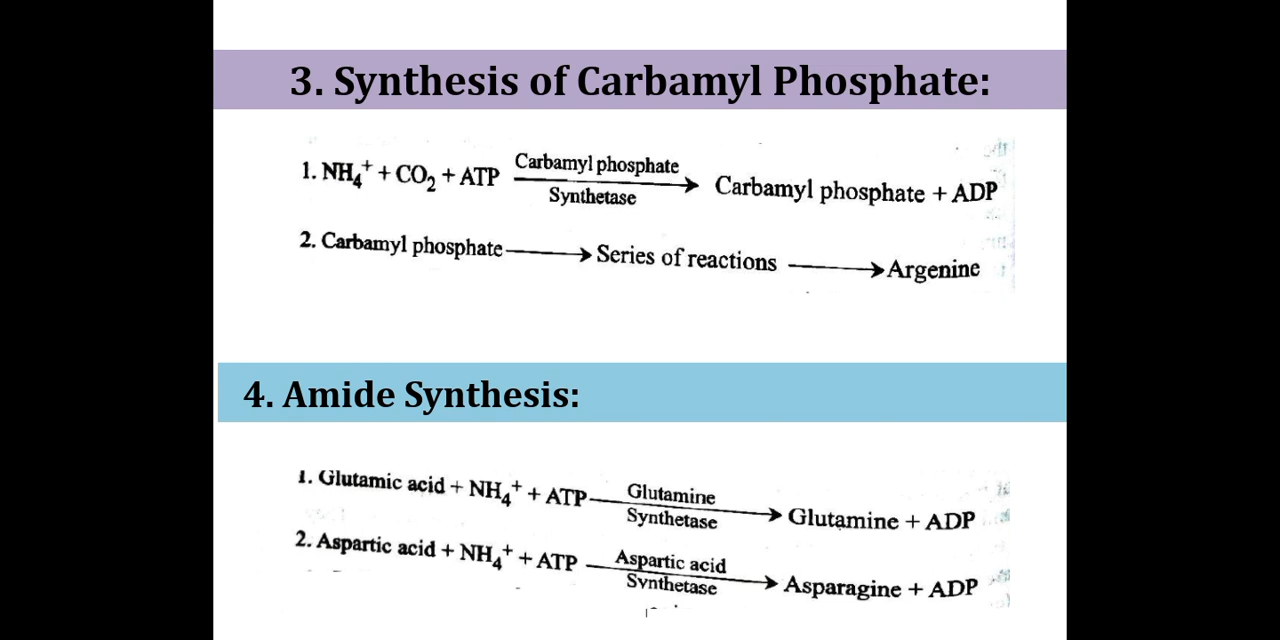 3. Synthesis of Carbamyl Phosphate:
1. NH₄⁺ + CO₂ + ATP Carbamyl phosphate Synthetase → Carbamyl phosphate + ADP
2. Carbamyl phosphate → Series of reactions → Argenine
4. Amide Synthesis:
1. Glutamic acid + NH₄⁺ + ATP Glutamine Synthetase → Glutamine + ADP
2. Aspartic acid + NH₄⁺ + ATP Aspartic acid Synthetase → Asparagine + ADP